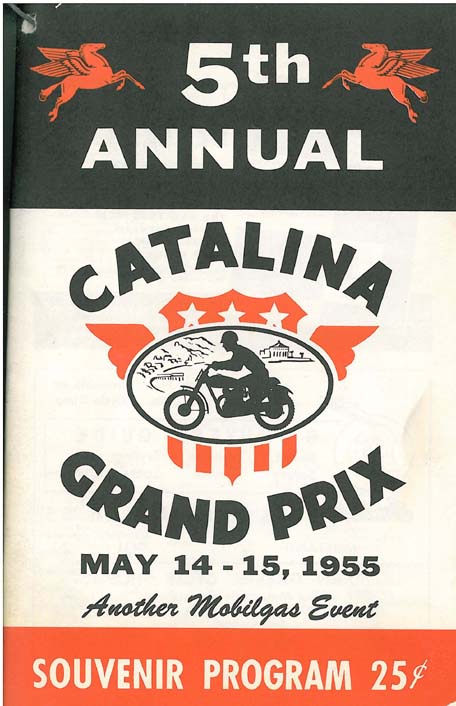 5th
ANNUAL
CATALINA
GRAND PRIX
MAY 14-15, 1955
Another Mobilgas Event
SOUVENIR PROGRAM 25¢